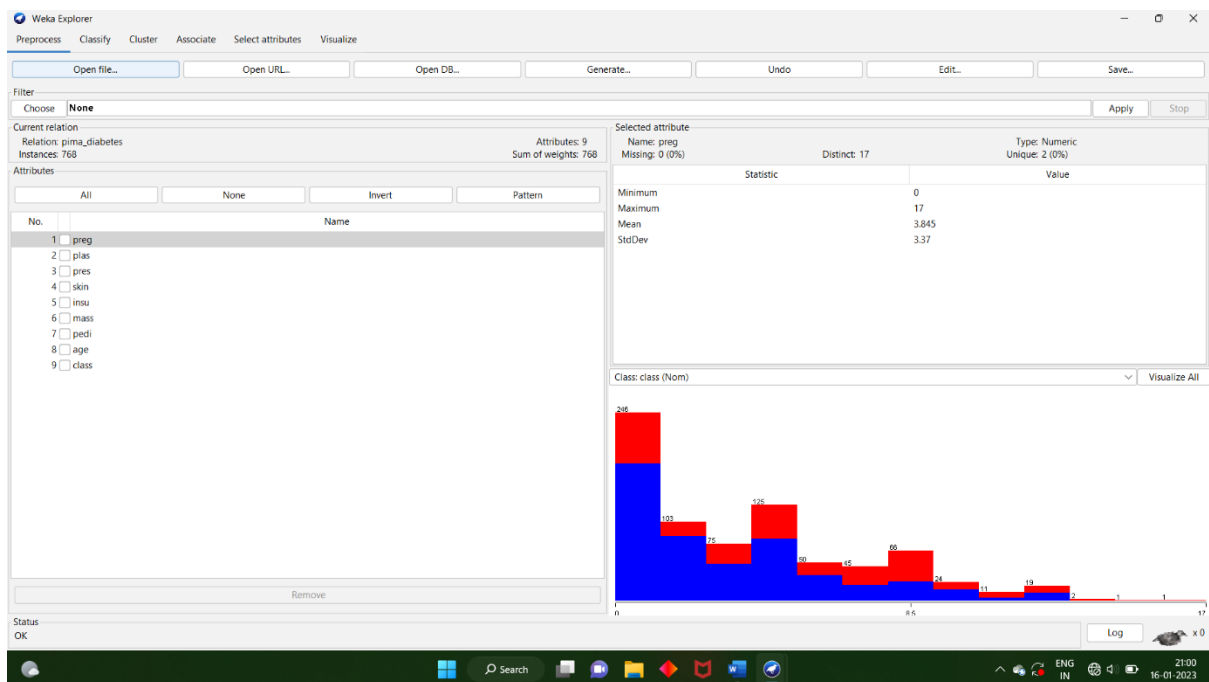 Weka Explorer
Preprocess Classify Cluster Associate Select attributes Visualize
Open file... Open URL... Open DB... Generate... Undo Edit... Save...
Filter
Choose None Apply Stop
Current relation
Relation: pima_diabetes Attributes: 9
Instances: 768 Sum of weights: 768
Attributes
All None Invert Pattern
No. Name
1 preg
2 plas
3 pres
4 skin
5 insu
6 mass
7 pedi
8 age
9 class
Remove
Selected attribute
Name: preg Type: Numeric
Missing: 0 (0%) Distinct: 17 Unique: 2 (0%)
Statistic Value
Minimum 0
Maximum 17
Mean 3.845
StdDev 3.37
Class: class (Nom) Visualize All
246
103
75
125
50
45
66
24
11
19
2
1
1
0 8.5 17
Status
OK Log x 0
Search ENG 21:00
IN 16-01-2023